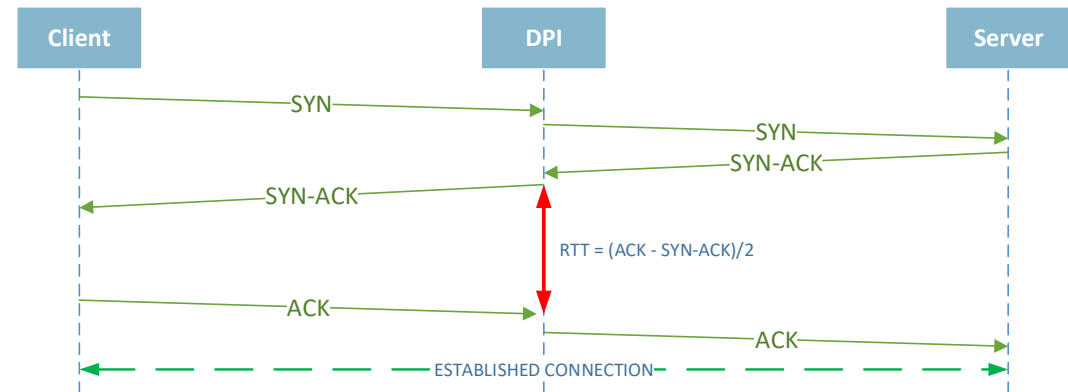 Client
DPI
Server
SYN
SYN
SYN-ACK
SYN-ACK
RTT = (ACK - SYN-ACK)/2
ACK
ACK
ESTABLISHED CONNECTION